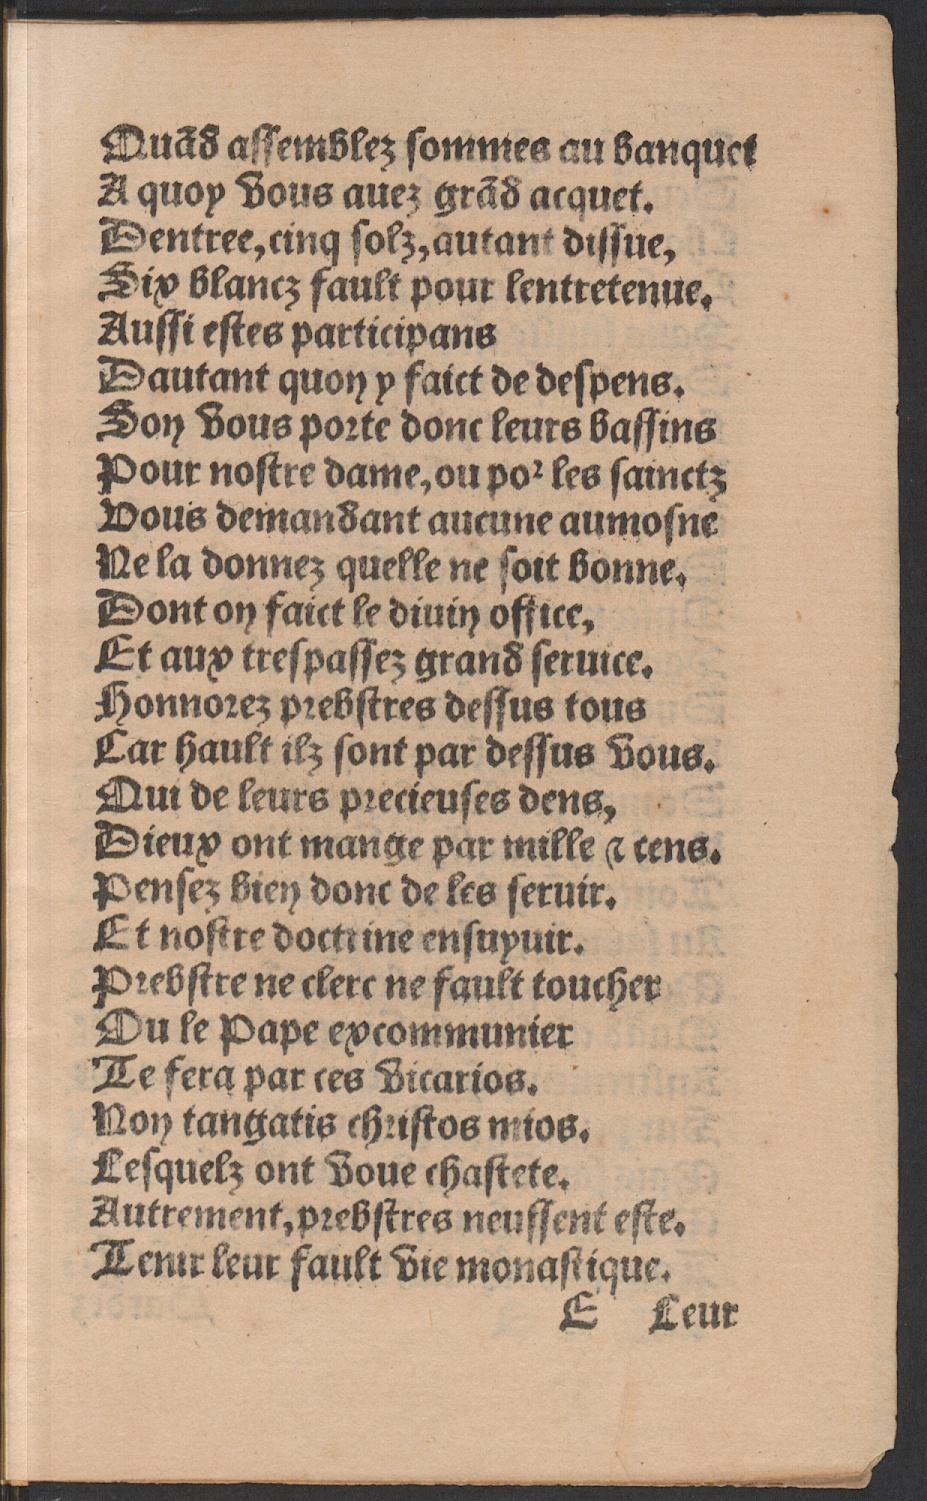 Quãd assemblez sommes au banquet
A quoy vous auez grãd acquet.
Dentree, cinq solz, autant dissue,
Six blancz fault pour lentretenue.
Aussi estes participans
Dautant quon y faict de despens.
Son vous porte donc leurs bassins
Pour nostre dame, ou poꝛ les sainctz
Vous demandant aucune aumosne
Ne la donnez quelle ne soit bonne,
Dont on faict le diuin office,
Et aux trespassez grand seruice.
Honnorez prebstres dessus tous
Car hault ilz sont par dessus vous.
Qui de leurs precieuses dens,
Dieux ont mange par mille ⁊ cens.
Pensez bien donc de les seruir.
Et nostre doctrine ensuyuir.
Prebstre ne clerc ne fault toucher
Ou le Pape excommunier
Te fera par ces vicarios.
Non tangatis christos mios.
Lesquelz ont voue chastete.
Autrement, prebstres neussent este.
Tenir leur fault vie monastique.
E Leur